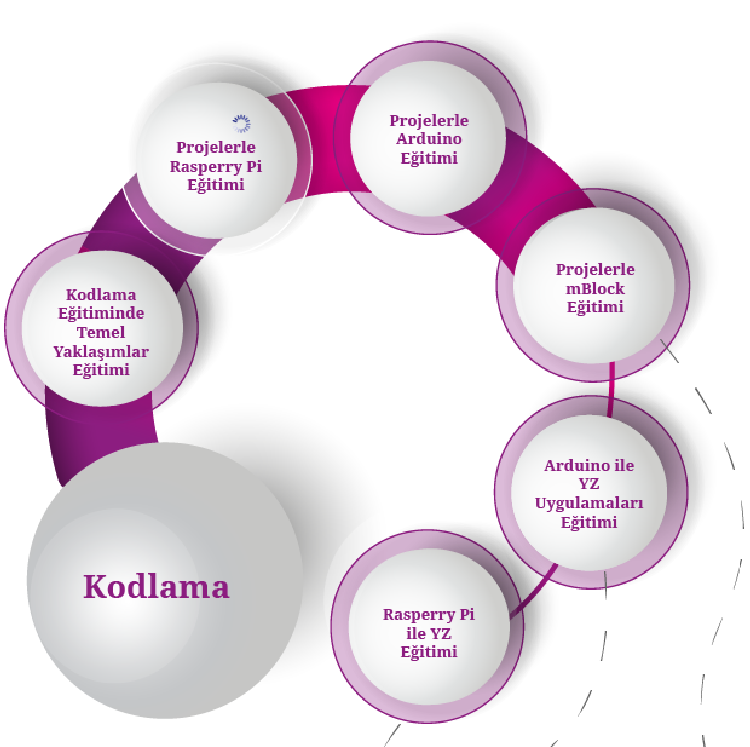 Projelerle
Arduino
Eğitimi
Projelerle
Rasperry Pi
Eğitimi
Projelerle
mBlock
Eğitimi
Kodlama
Eğitiminde
Temel
Yaklaşımlar
Eğitimi
Arduino ile
YZ
Uygulamaları
Eğitimi
Kodlama
Rasperry Pi
ile YZ
Eğitimi